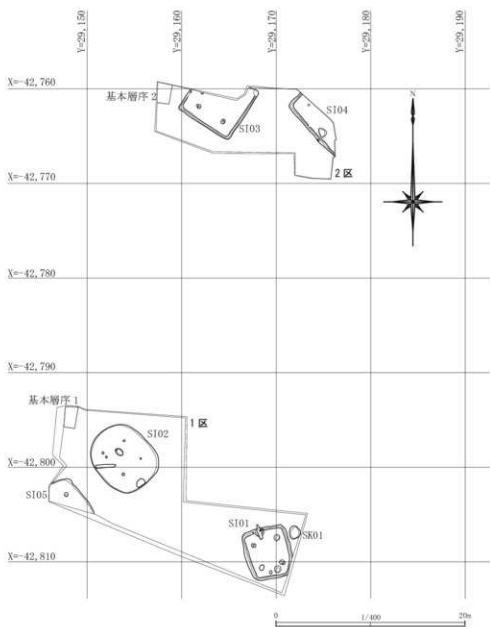 Y=29,150
Y=29,160
Y=29,170
Y=29,180
Y=29,190
X=-42,760
基本層序 2
SI03
SI04
N
X=-42,770
2 区
X=-42,780
X=-42,790
基本層序 1
1 区
SI02
X=-42,800
SI05
SI01
SK01
X=-42,810
0
1/400
20m